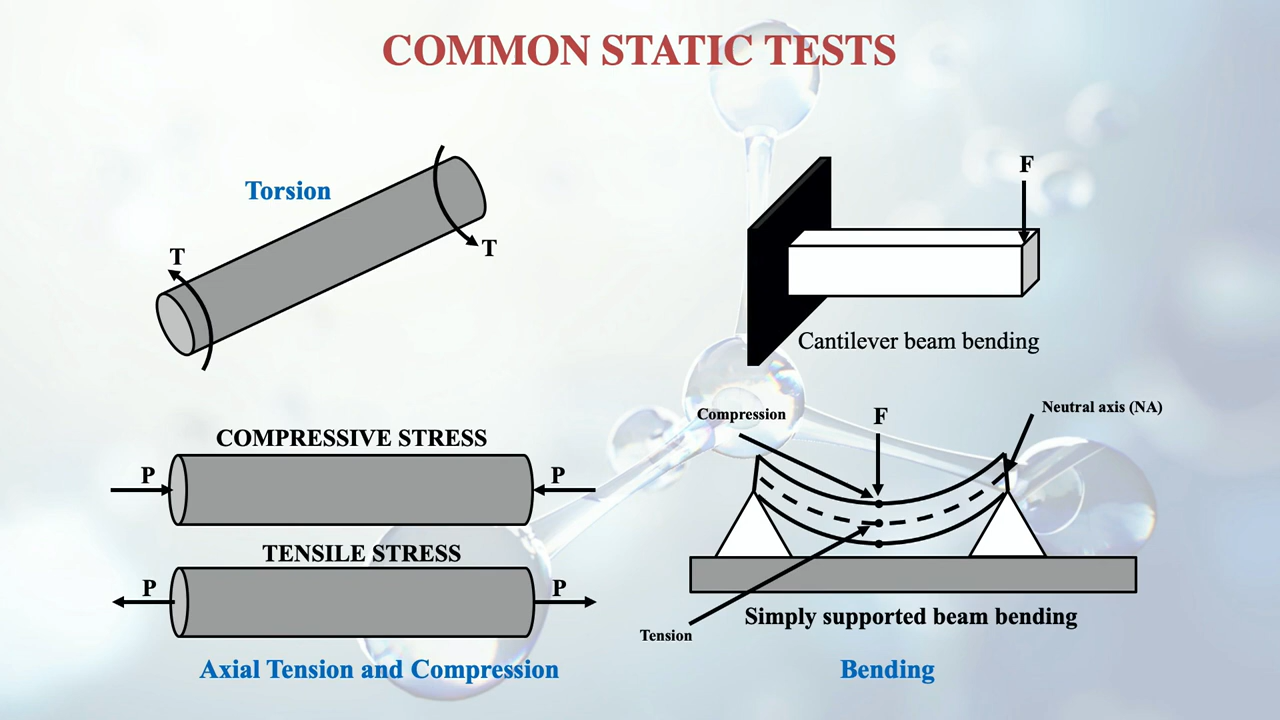 COMMON STATIC TESTS
Torsion
T
T
F
Cantilever beam bending
COMPRESSIVE STRESS
P
P
TENSILE STRESS
P
P
Axial Tension and Compression
Compression
F
Neutral axis (NA)
Tension
Simply supported beam bending
Bending